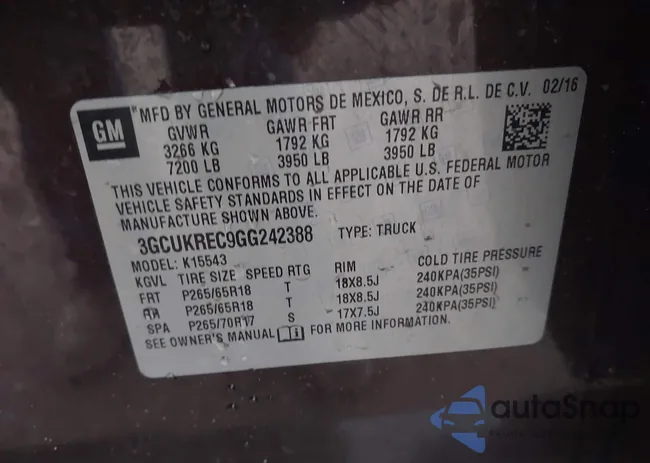 GM
*MFD BY GENERAL MOTORS DE MEXICO, S. DE R.L. DE C.V. 02/16
GVWR GAWR FRT GAWR RR
3266 KG 1792 KG 1792 KG
7200 LB 3950 LB 3950 LB
THIS VEHICLE CONFORMS TO ALL APPLICABLE U.S. FEDERAL MOTOR
VEHICLE SAFETY STANDARDS IN EFFECT ON THE DATE OF
MANUFACTURE SHOWN ABOVE.
3GCUKREC9GG242388 TYPE: TRUCK
MODEL: K15543
KGVL TIRE SIZE SPEED RTG RIM COLD TIRE PRESSURE
FRT P265/65R18 T 18X8.5J 240KPA(35PSI)
RR P265/65R18 T 18X8.5J 240KPA(35PSI)
SPA P265/70R17 S 17X7.5J 240KPA(35PSI)
SEE OWNER'S MANUAL FOR MORE INFORMATION.
autoSnap